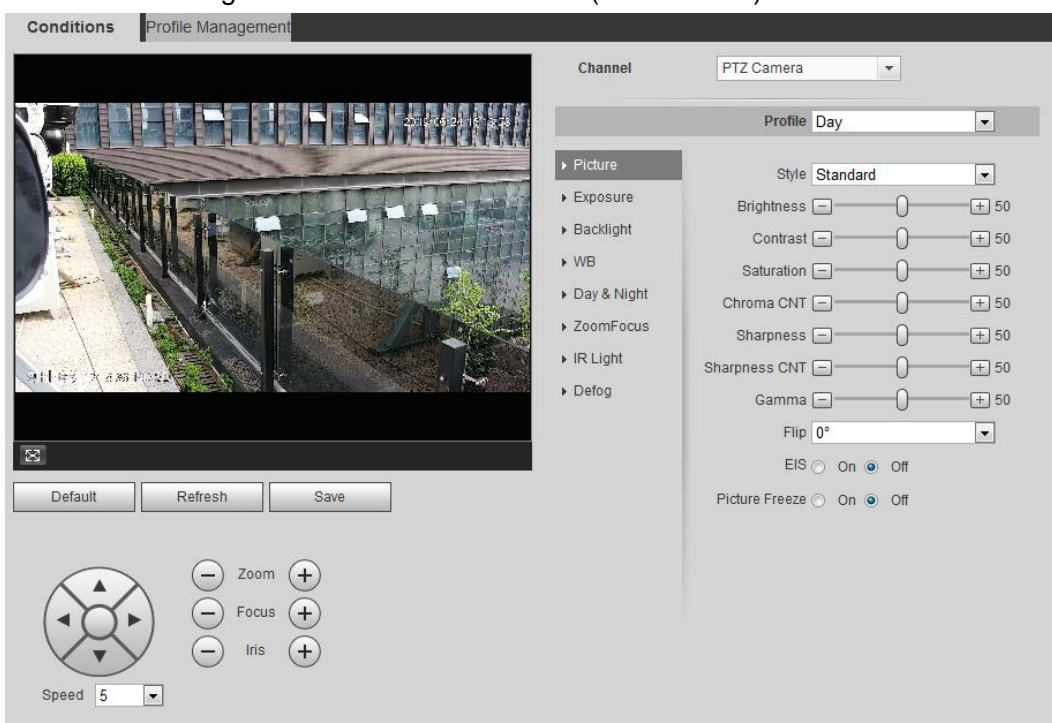 Conditions Profile Management
Channel PTZ Camera
Profile Day
Picture
Exposure
Backlight
WB
Day & Night
ZoomFocus
IR Light
Defog
Style Standard
Brightness 50
Contrast 50
Saturation 50
Chroma CNT 50
Sharpness 50
Sharpness CNT 50
Gamma 50
Flip 0°
EIS On Off
Picture Freeze On Off
Default Refresh Save
Zoom
Focus
Iris
Speed 5